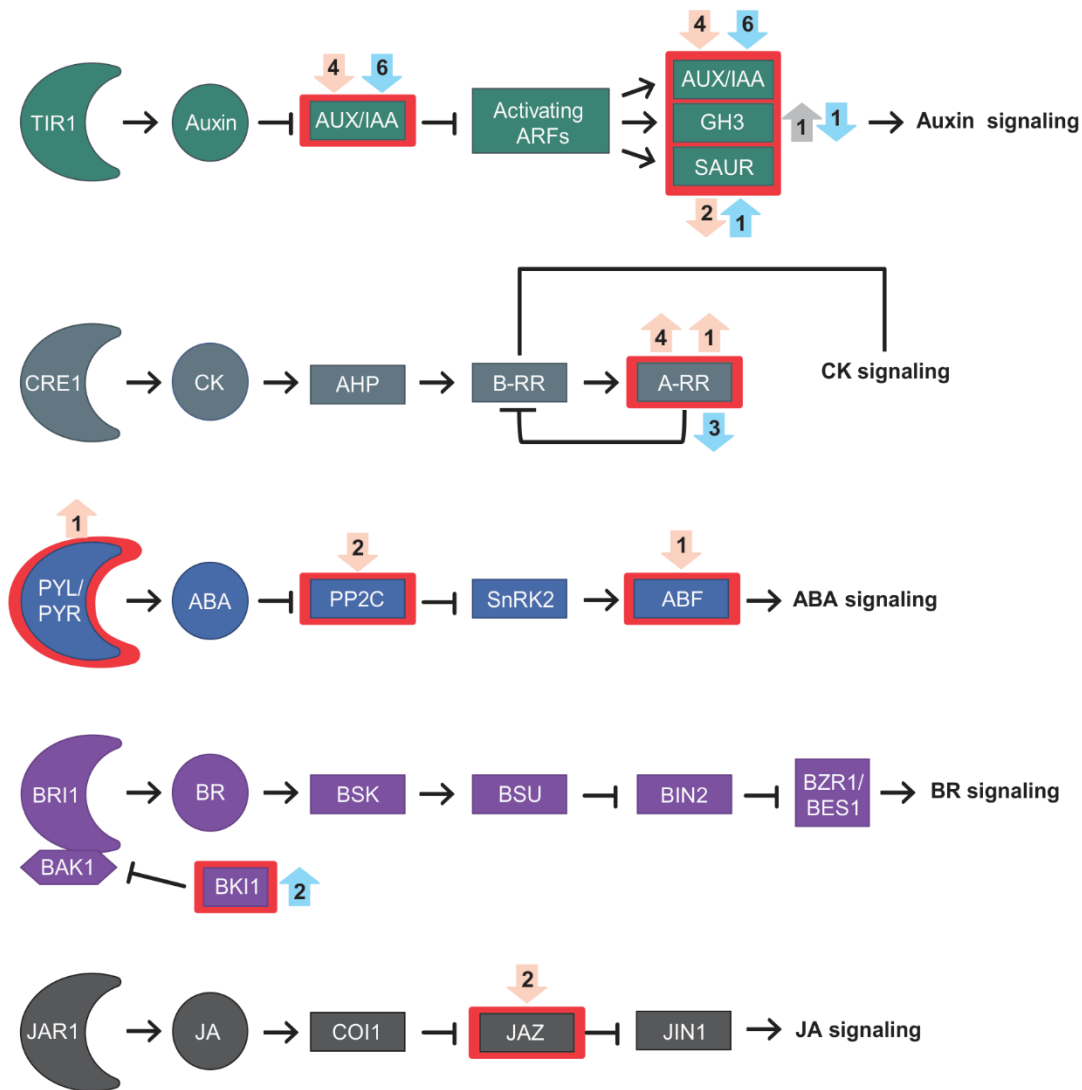 4 6
4 6
TIR1
Auxin
AUX/IAA
Activating
ARFs
AUX/IAA
GH3
SAUR
1 1
Auxin signaling
2 1
4 1
CRE1
CK
AHP
B-RR
A-RR
CK signaling
3
1
2
1
PYL/
PYR
ABA
PP2C
SnRK2
ABF
ABA signaling
BRI1
BR
BSK
BSU
BIN2
BZR1/
BES1
BR signaling
BAK1
BKI1
2
2
JAR1
JA
COI1
JAZ
JIN1
JA signaling